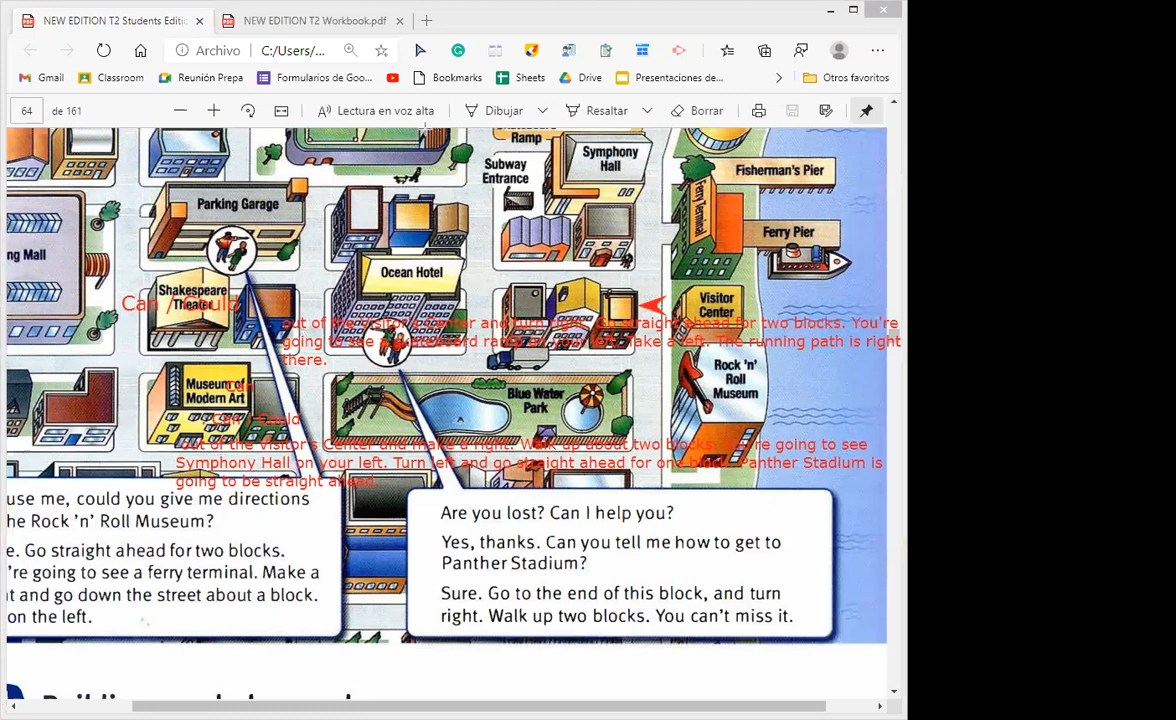 NEW EDITION T2 Students Editio
NEW EDITION T2 Workbook.pdf
Archivo
C:/Users/...
Gmail
Classroom
Reunión Prepa
Formularios de Goo...
Bookmarks
Sheets
Drive
Presentaciones de...
Otros favoritos
64
de 161
Lectura en voz alta
Dibujar
Resaltar
Borrar
Ramp
Symphony
Hall
Subway
Entrance
Fisherman's Pier
Parking Garage
Ferry Terminal
Ferry Pier
ng Mall
Ocean Hotel
Shakespeare
Theater
Can / Could
Visitor
Center
out of the Visitor's Center and turn right. Go straight ahead for two blocks. You're
going to see a skateboard ramp on your left. Make a left. The running path is right
there.
Rock 'n'
Roll
Museum
Museum of
Modern Art
Can
Blue Water
Park
Can / Could
out of the Visitor's Center and make a right. Walk up about two blocks. You're going to see
Symphony Hall on your left. Turn left and go straight ahead for one block. Panther Stadium is
going to be straight ahead.
use me, could you give me directions
he Rock 'n' Roll Museum?
e. Go straight ahead for two blocks.
're going to see a ferry terminal. Make a
t and go down the street about a block.
on the left.
Are you lost? Can I help you?
Yes, thanks. Can you tell me how to get to
Panther Stadium?
Sure. Go to the end of this block, and turn
right. Walk up two blocks. You can't miss it.